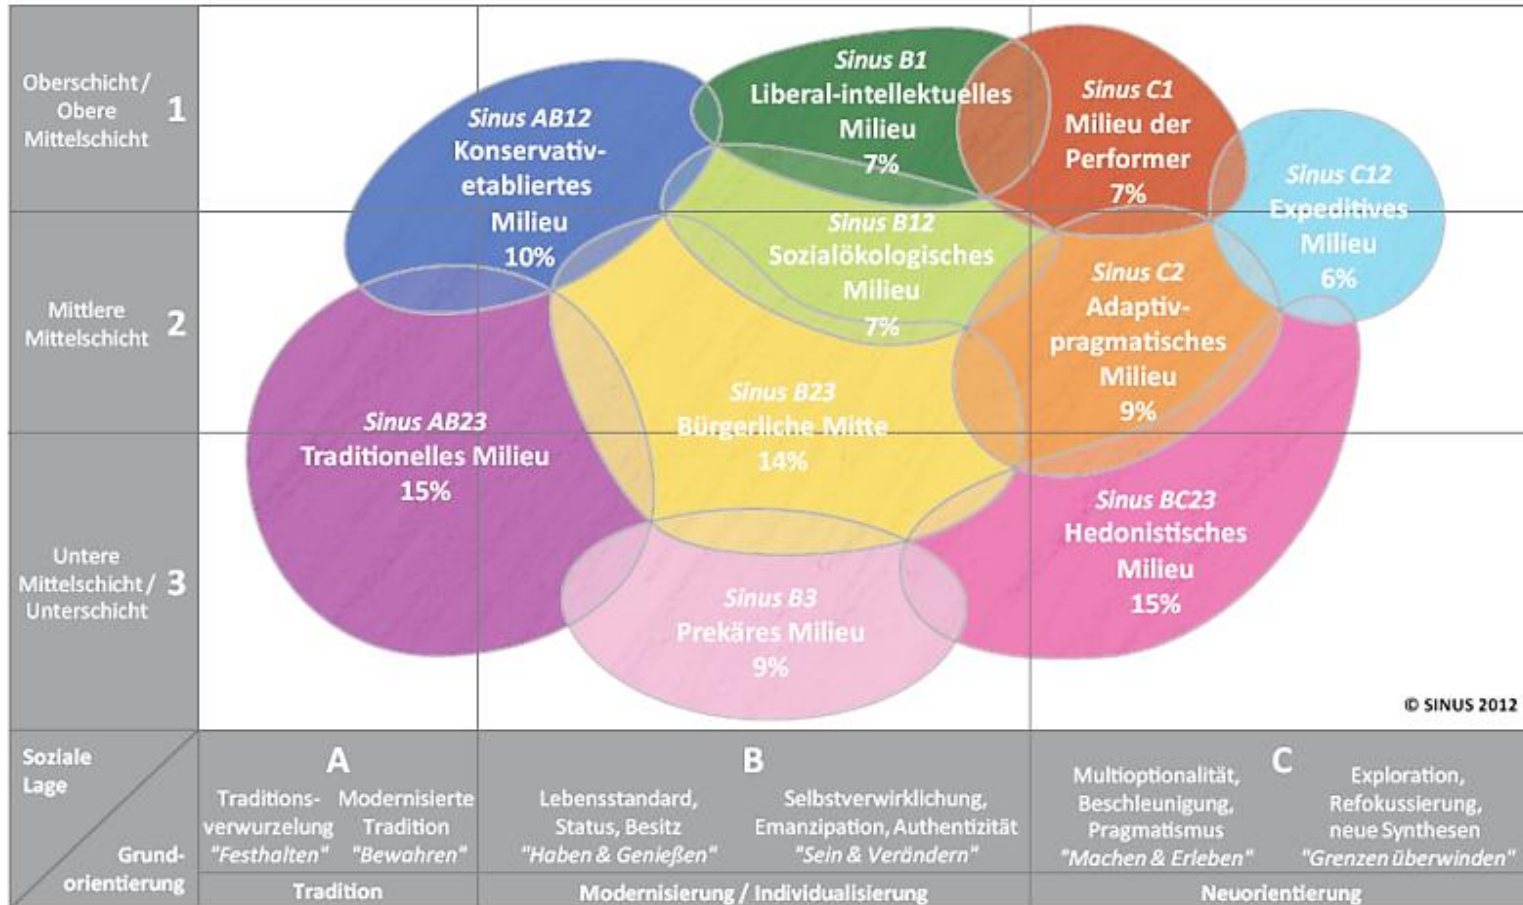 Oberschicht /
Obere
Mittelschicht
1
Sinus AB12
Konservativ-
etabliertes
Milieu
10%
Sinus B1
Liberal-intellektuelles
Milieu
7%
Sinus C1
Milieu der
Performer
7%
Sinus C12
Expeditives
Milieu
6%
Mittlere
Mittelschicht
2
Sinus B12
Sozialökologisches
Milieu
7%
Sinus C2
Adaptiv-
pragmatisches
Milieu
9%
Sinus AB23
Traditionelles Milieu
15%
Sinus B23
Bürgerliche Mitte
14%
Untere
Mittelschicht /
Unterschicht
3
Sinus B3
Prekäres Milieu
9%
Sinus BC23
Hedonistisches
Milieu
15%
© SINUS 2012
Soziale
Lage
Grund-
orientierung
A
Traditions-
verwurzelung
"Festhalten"
Modernisierte
Tradition
"Bewahren"
Tradition
B
Lebensstandard,
Status, Besitz
"Haben & Genießen"
Selbstverwirklichung,
Emanzipation, Authentizität
"Sein & Verändern"
Modernisierung / Individualisierung
C
Multioptionalität,
Beschleunigung,
Pragmatismus
"Machen & Erleben"
Exploration,
Refokussierung,
neue Synthesen
"Grenzen überwinden"
Neuorientierung